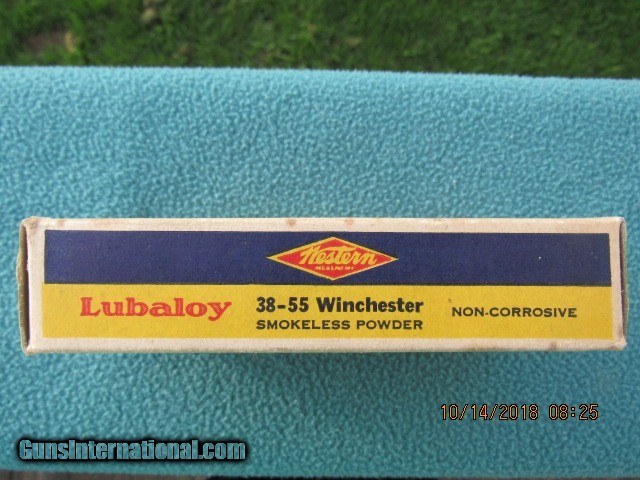 Western
Lubaloy
38-55 Winchester
SMOKELESS POWDER
NON-CORROSIVE
10/14/2018 08:25
GunsInternational.com